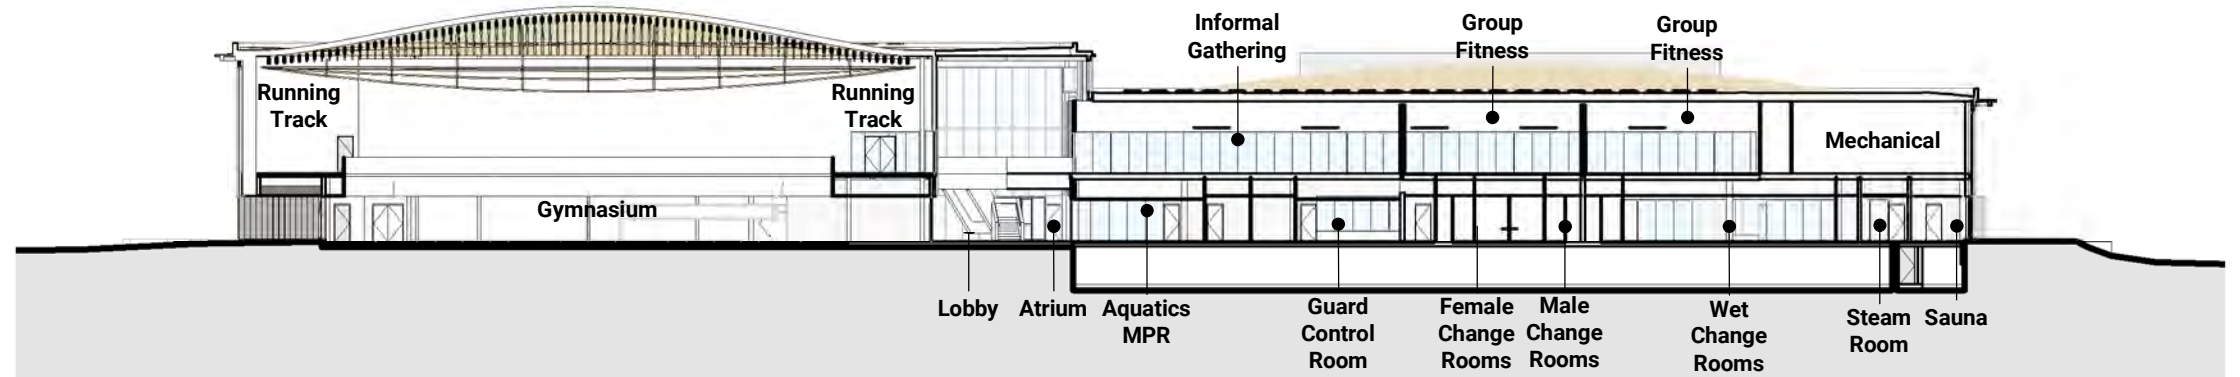 Informal
Gathering
Group
Fitness
Group
Fitness
Running
Track
Running
Track
Mechanical
Gymnasium
Lobby
Atrium
Aquatics
MPR
Guard
Control
Room
Female
Change
Rooms
Male
Change
Rooms
Wet
Change
Rooms
Steam
Room
Sauna